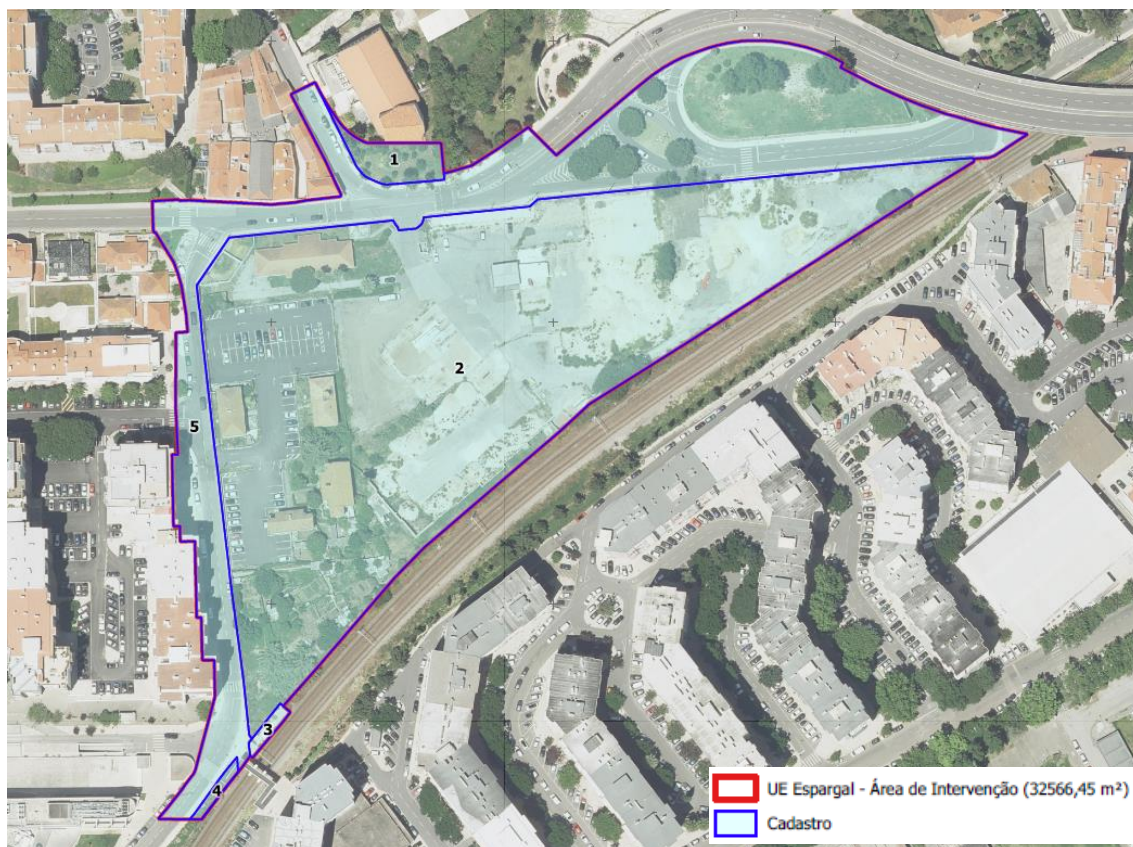 1
2
5
3
4
UE Espargal - Área de Intervenção (32566,45 m²)
Cadastro